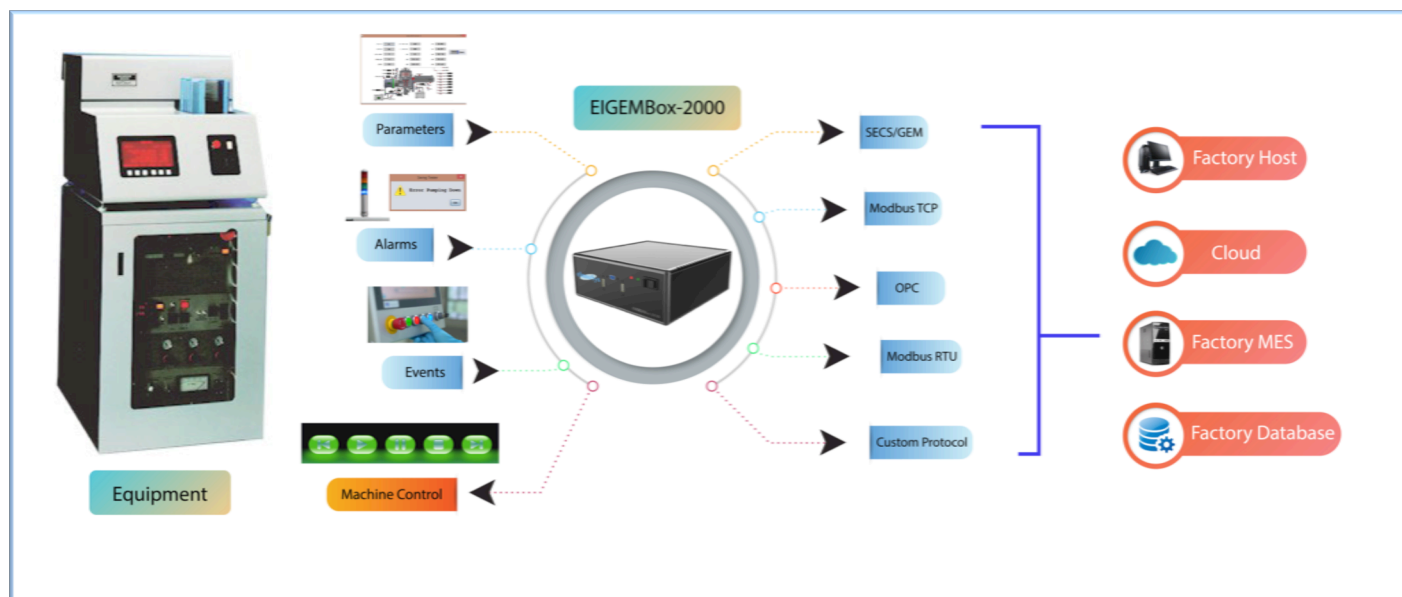 EIGEMBox-2000
Parameters
SECS/GEM
Factory Host
Error Pumping Down
Modbus TCP
Alarms
Cloud
OPC
Factory MES
Modbus RTU
Events
Factory Database
Custom Protocol
Machine Control
Equipment